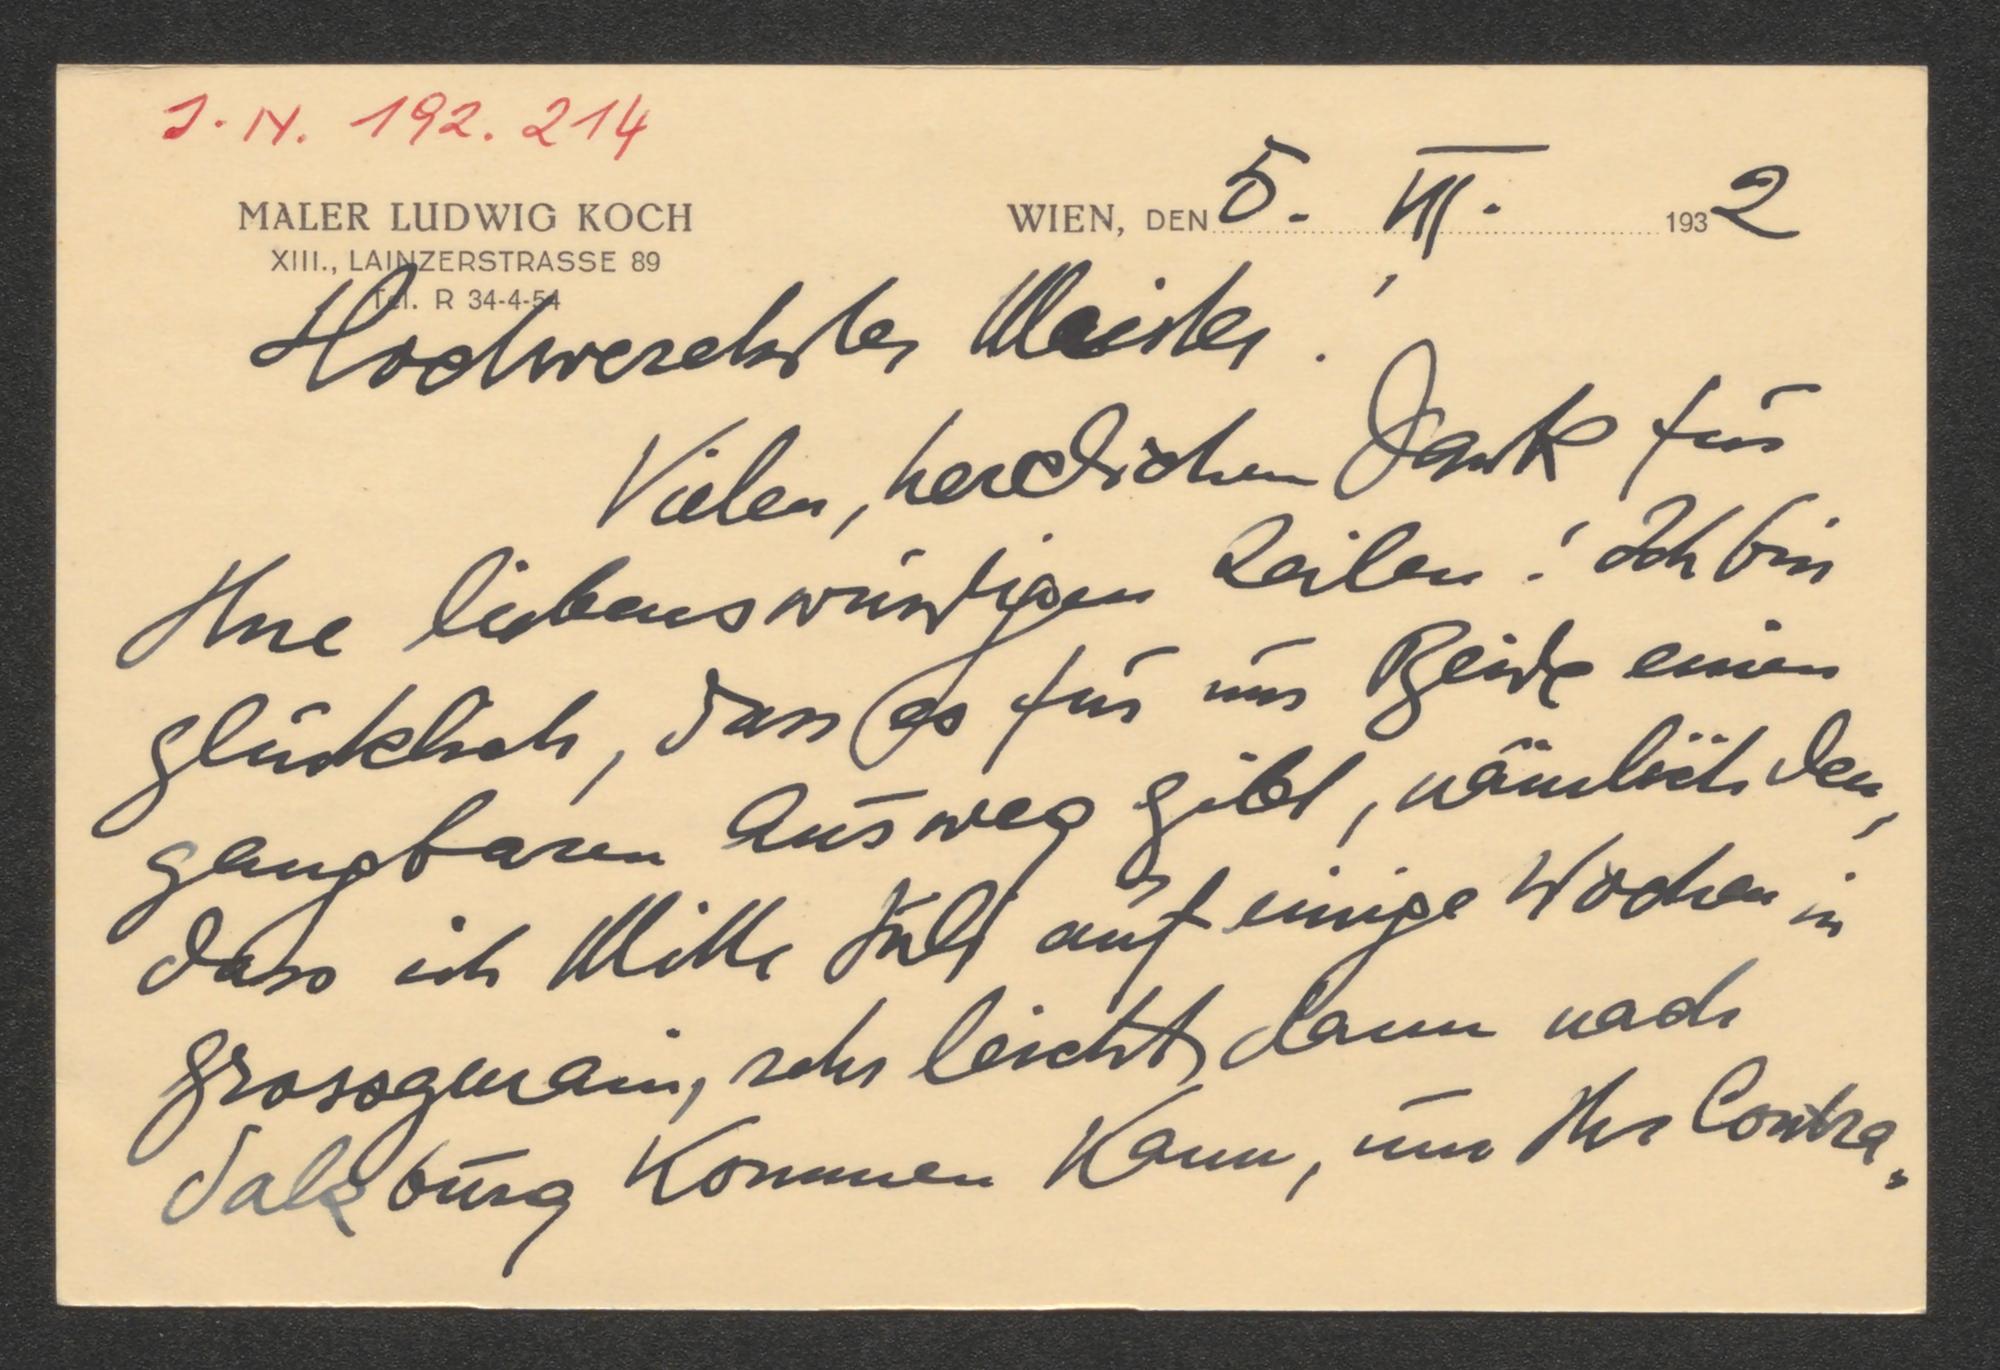 J. N. 192.214
MALER LUDWIG KOCH
XIII., LAINZERSTRASSE 89
Tel. R 34-4-54
WIEN, DEN 5. VII. 1932
Hochverehrter Meister!
Vielen, herzlichen Dank für
Ihre liebenswürdigen Zeilen! Ich bin
glücklich, dass es für uns Beide einen
gangbaren Ausweg gibt, nämlich den,
dass ich Mitte Juli auf einige Wochen in
Grossgmain, sehr leicht dann nach
Salzburg kommen kann, um Ihr Contra-